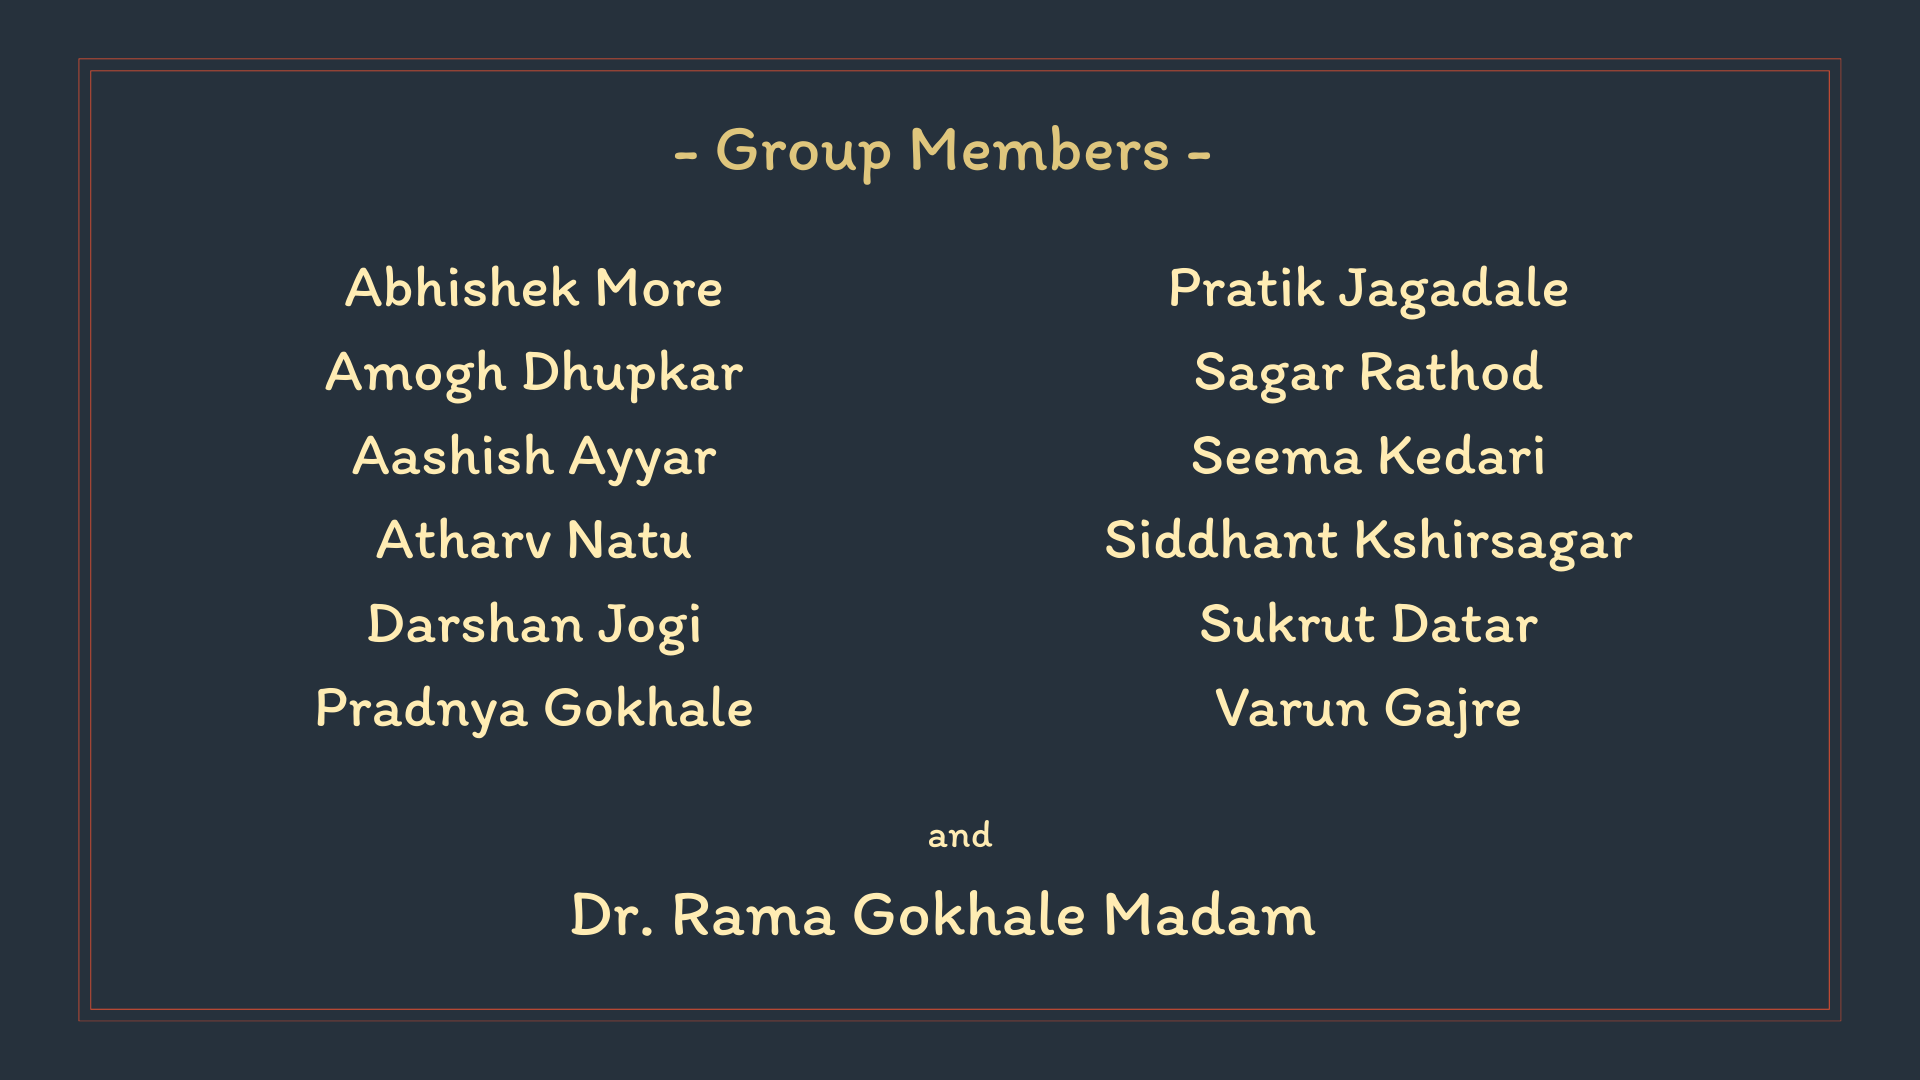 - Group Members -
Abhishek More
Amogh Dhupkar
Aashish Ayyar
Atharv Natu
Darshan Jogi
Pradnya Gokhale
Pratik Jagadale
Sagar Rathod
Seema Kedari
Siddhant Kshirsagar
Sukrut Datar
Varun Gajre
and
Dr. Rama Gokhale Madam